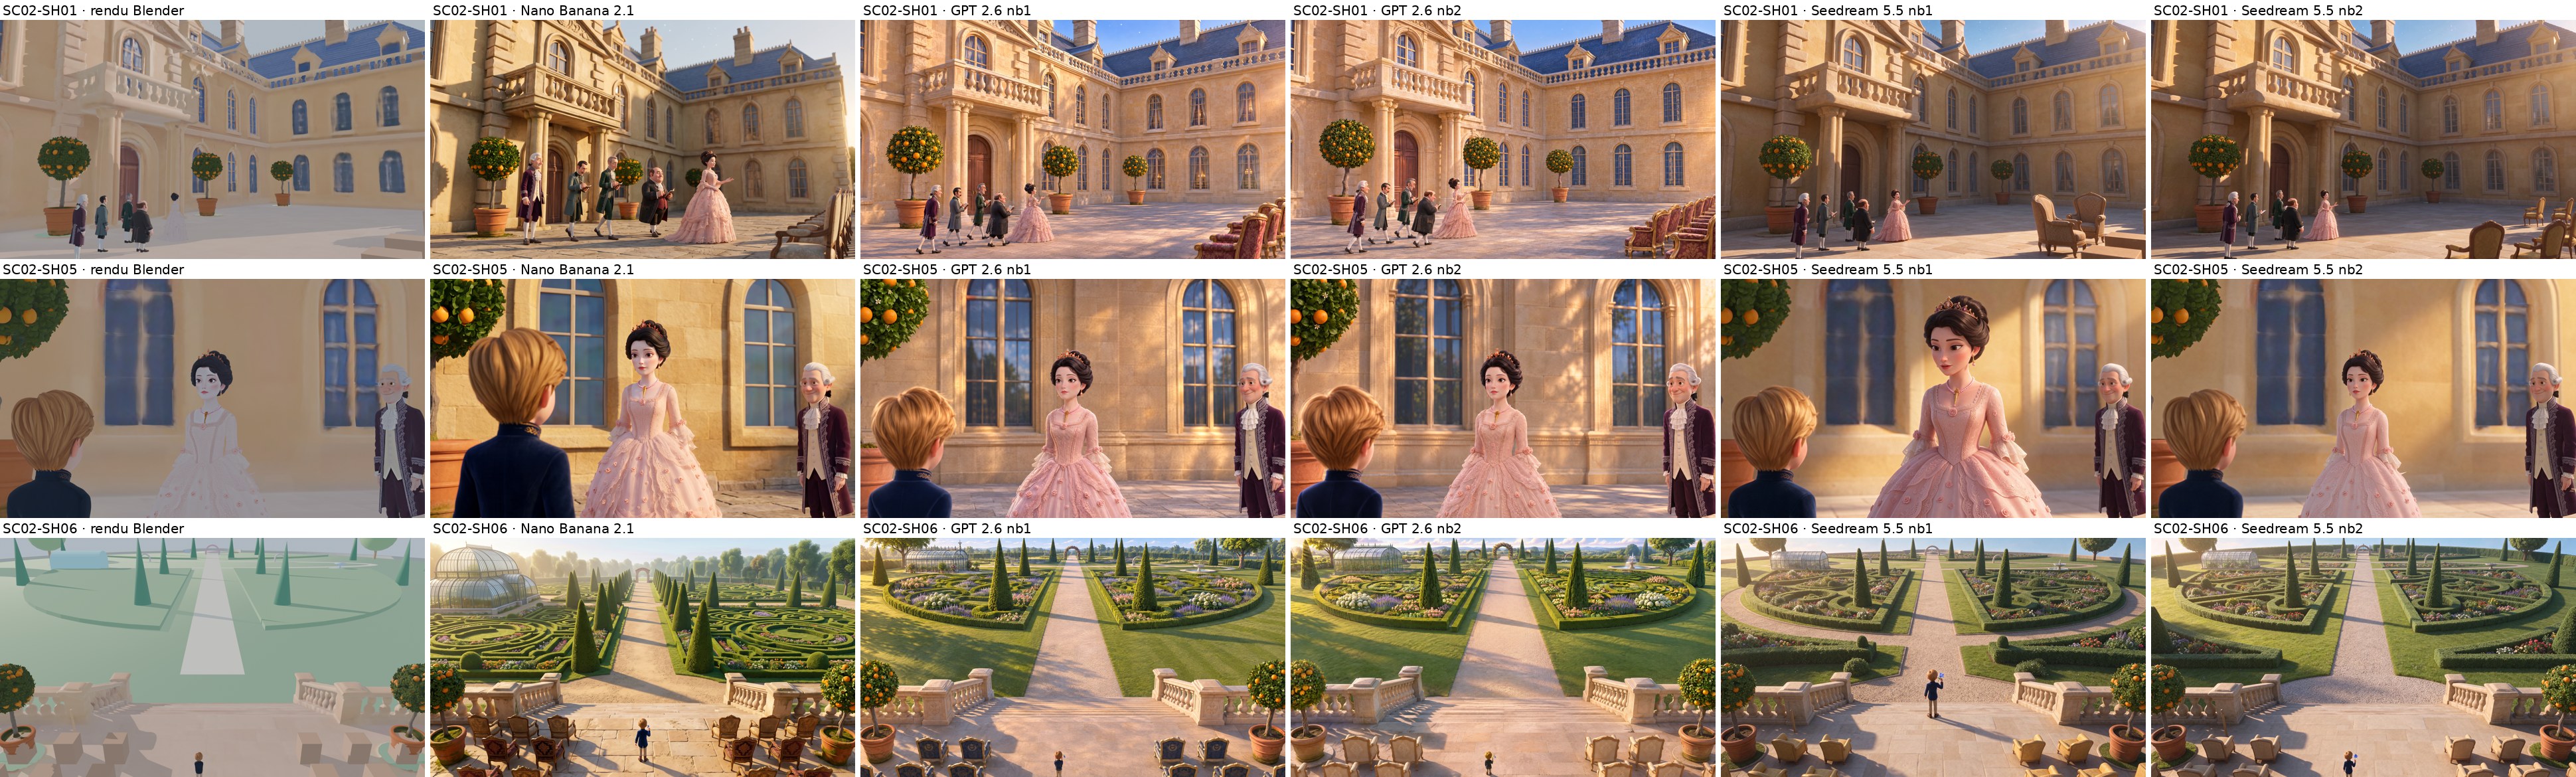 SC02-SH01 · rendu Blender
SC02-SH01 · Nano Banana 2.1
SC02-SH01 · GPT 2.6 nb1
SC02-SH01 · GPT 2.6 nb2
SC02-SH01 · Seedream 5.5 nb1
SC02-SH01 · Seedream 5.5 nb2
SC02-SH05 · rendu Blender
SC02-SH05 · Nano Banana 2.1
SC02-SH05 · GPT 2.6 nb1
SC02-SH05 · GPT 2.6 nb2
SC02-SH05 · Seedream 5.5 nb1
SC02-SH05 · Seedream 5.5 nb2
SC02-SH06 · rendu Blender
SC02-SH06 · Nano Banana 2.1
SC02-SH06 · GPT 2.6 nb1
SC02-SH06 · GPT 2.6 nb2
SC02-SH06 · Seedream 5.5 nb1
SC02-SH06 · Seedream 5.5 nb2